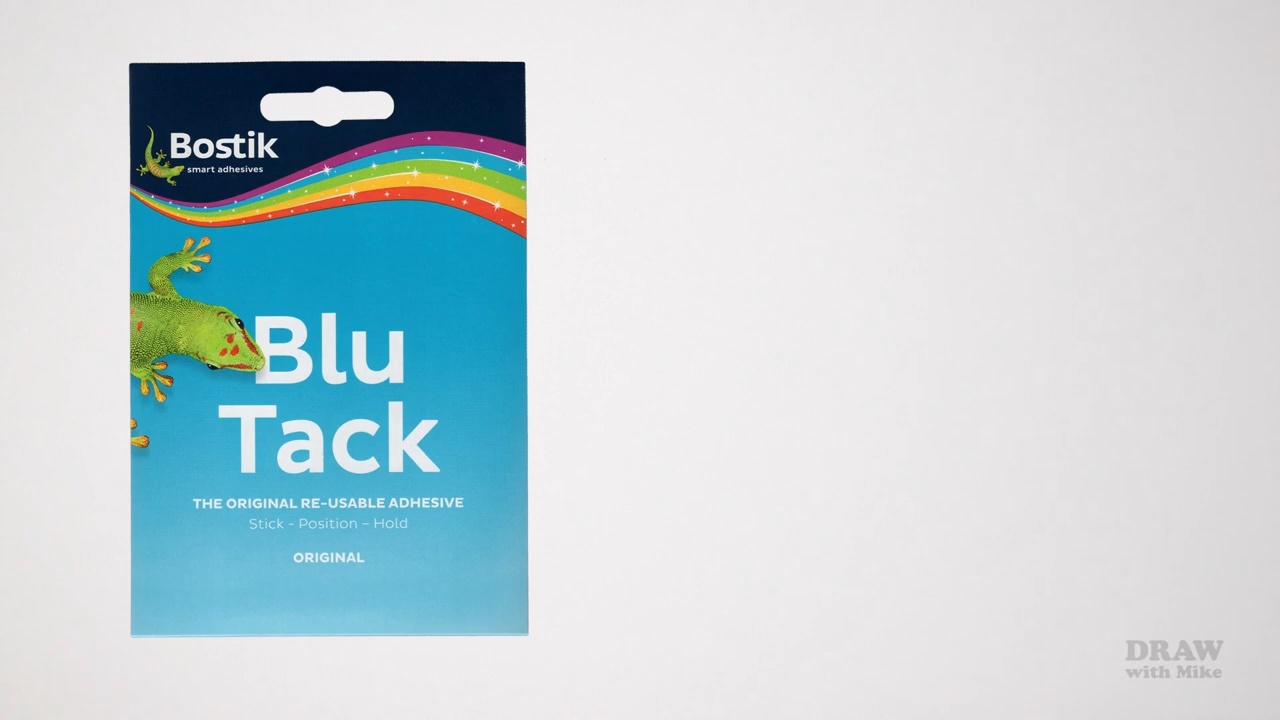 Bostik
smart adhesives
Blu
Tack
THE ORIGINAL RE-USABLE ADHESIVE
Stick - Position - Hold
ORIGINAL
DRAW
with Mike